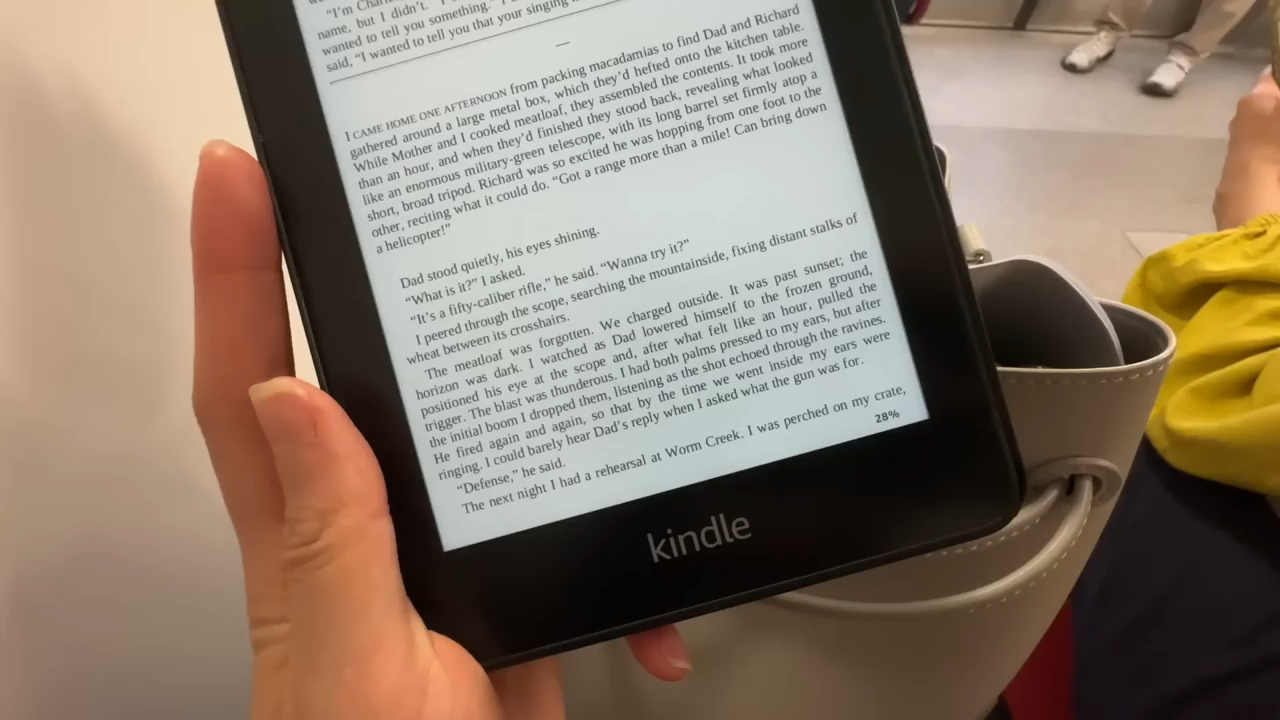 "I'm Charl
name, but I didn't.
wanted to tell you something."
said, "I wanted to tell you that your singing is
—
I CAME HOME ONE AFTERNOON from packing macadamias to find Dad and Richard
gathered around a large metal box, which they'd hefted onto the kitchen table.
While Mother and I cooked meatloaf, they assembled the contents. It took more
than an hour, and when they'd finished they stood back, revealing what looked
like an enormous military-green telescope, with its long barrel set firmly atop a
short, broad tripod. Richard was so excited he was hopping from one foot to the
other, reciting what it could do. "Got a range more than a mile! Can bring down
a helicopter!"
Dad stood quietly, his eyes shining.
"What is it?" I asked.
"It's a fifty-caliber rifle," he said. "Wanna try it?"
I peered through the scope, searching the mountainside, fixing distant stalks of
wheat between its crosshairs.
The meatloaf was forgotten. We charged outside. It was past sunset; the
horizon was dark. I watched as Dad lowered himself to the frozen ground,
positioned his eye at the scope and, after what felt like an hour, pulled the
trigger. The blast was thunderous. I had both palms pressed to my ears, but after
the initial boom I dropped them, listening as the shot echoed through the ravines.
He fired again and again, so that by the time we went inside my ears were
ringing. I could barely hear Dad's reply when I asked what the gun was for.
"Defense," he said.
The next night I had a rehearsal at Worm Creek. I was perched on my crate,
28%
kindle